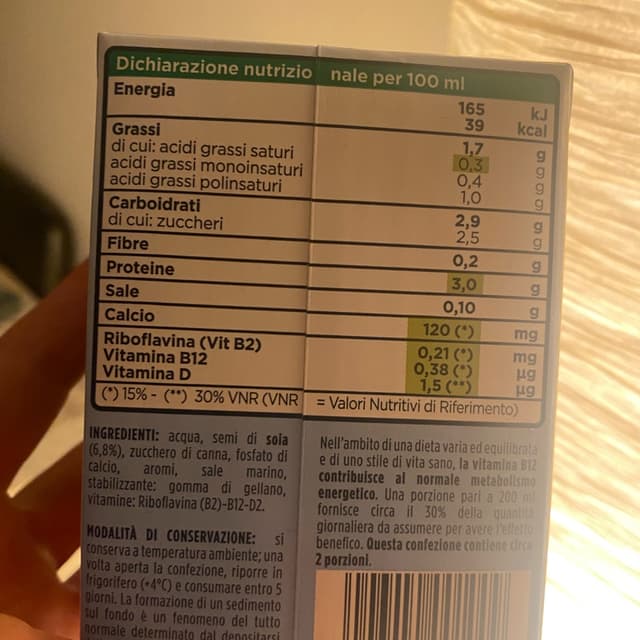 Dichiarazione nutrizio nale per 100 ml
Energia
165 kJ
39 kcal
Grassi 1,7 g
di cui: acidi grassi saturi 0,3 g
acidi grassi monoinsaturi 0,4 g
acidi grassi polinsaturi 1,0 g
Carboidrati 2,9 g
di cui: zuccheri 2,5 g
Fibre 0,2 g
Proteine 3,0 g
Sale 0,10 g
Calcio 120 (*) mg
Riboflavina (Vit B2) 0,21 (*) mg
Vitamina B12 0,38 (*) µg
Vitamina D 1,5 (**) µg
(*) 15% - (**) 30% VNR (VNR = Valori Nutritivi di Riferimento)
INGREDIENTI: acqua, semi di soia
(6,8%), zucchero di canna, fosfato di
calcio, aromi, sale marino,
stabilizzante: gomma di gellano,
vitamine: Riboflavina (B2)-B12-D2.
MODALITÀ DI CONSERVAZIONE: si
conserva a temperatura ambiente; una
volta aperta la confezione, riporre in
frigorifero (+4°C) e consumare entro 5
giorni. La formazione di un sedimento
sul fondo è un fenomeno del tutto
normale determinato dal depositarsi
Nell'ambito di una dieta varia ed equilibrata
e di uno stile di vita sano, la vitamina B12
contribuisce al normale metabolismo
energetico. Una porzione pari a 200 ml
fornisce circa il 30% della quantità
giornaliera da assumere per avere l'effetto
benefico. Questa confezione contiene circa
2 porzioni.